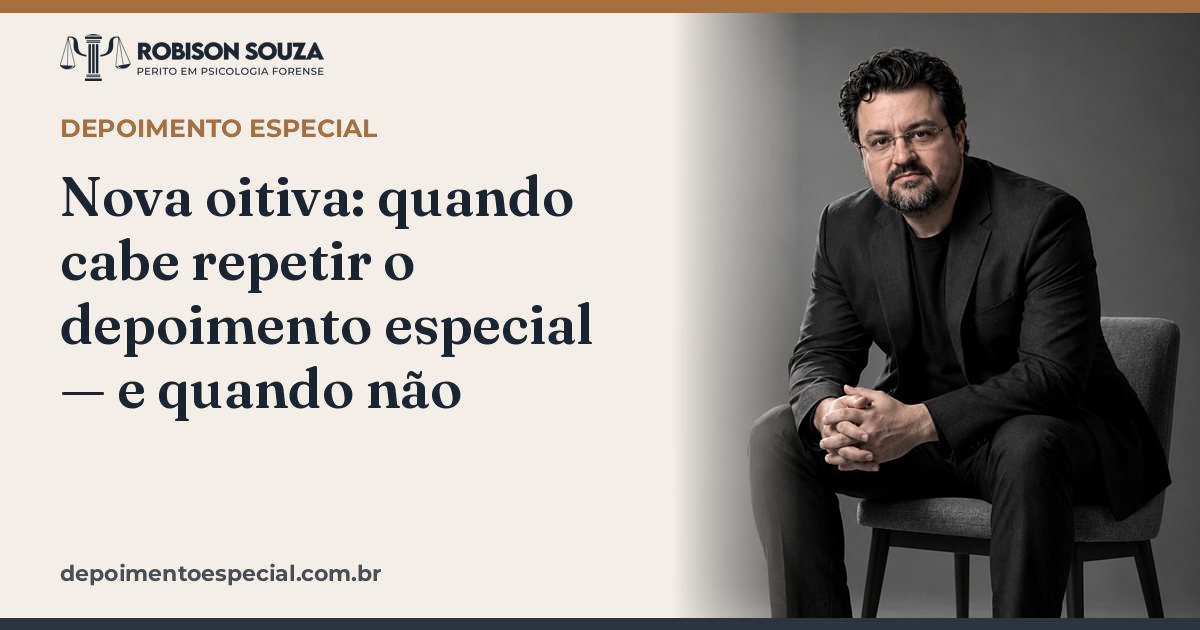 ROBISON SOUZA
PERITO EM PSICOLOGIA FORENSE
DEPOIMENTO ESPECIAL
Nova oitiva: quando
cabe repetir o
depoimento especial
— e quando não
depoimentoespecial.com.br